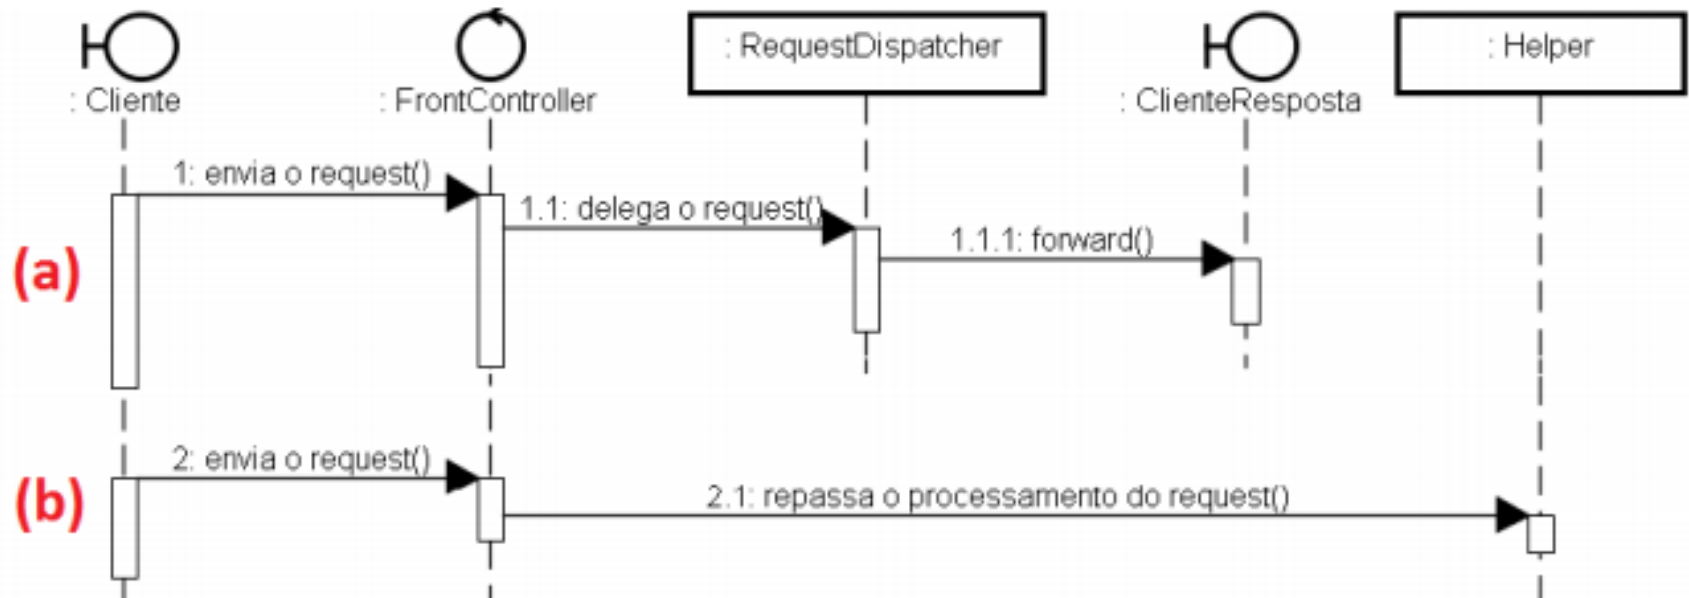 : Cliente
: FrontController
: RequestDispatcher
: ClienteResposta
: Helper
1: envia o request()
1.1: delega o request()
1.1.1: forward()
(a)
2: envia o request()
2.1: repassa o processamento do request()
(b)